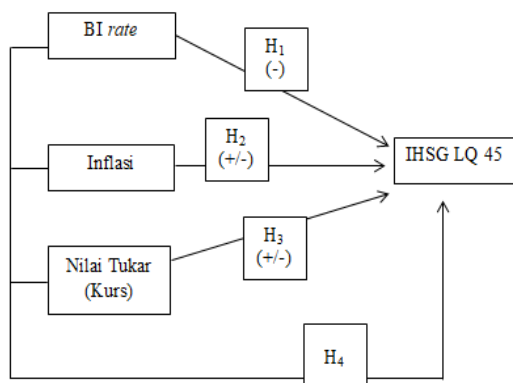 BI rate
H₁
(-)
H₂
(+/-)
IHSG LQ 45
Inflasi
Nilai Tukar
(Kurs)
H₃
(+/-)
H₄